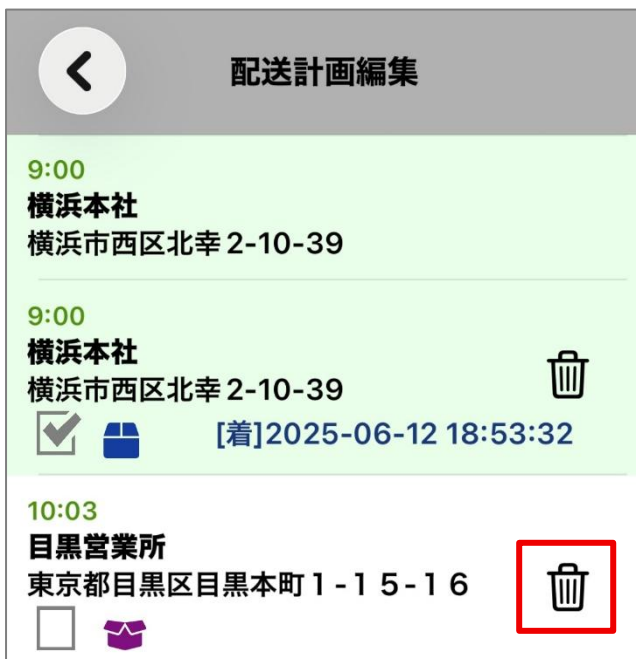 配送計画編集
9:00
横浜本社
横浜市西区北幸2-10-39
9:00
横浜本社
横浜市西区北幸2-10-39
[着]2025-06-12 18:53:32
10:03
目黒営業所
東京都目黒区目黒本町１-１５-１６